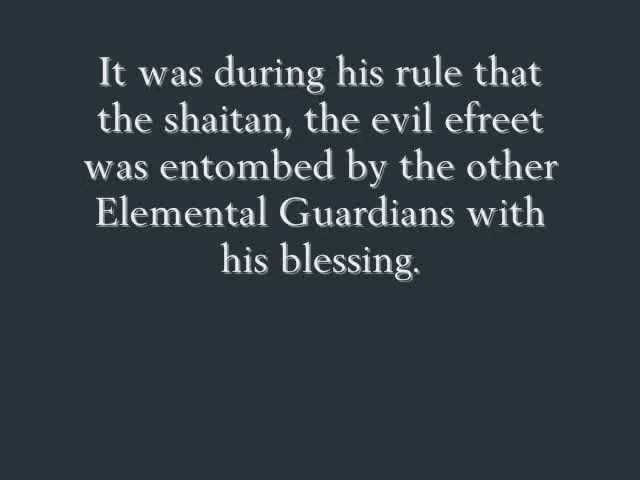 It was during his rule that
the shaitan, the evil efreet
was entombed by the other
Elemental Guardians with
his blessing.